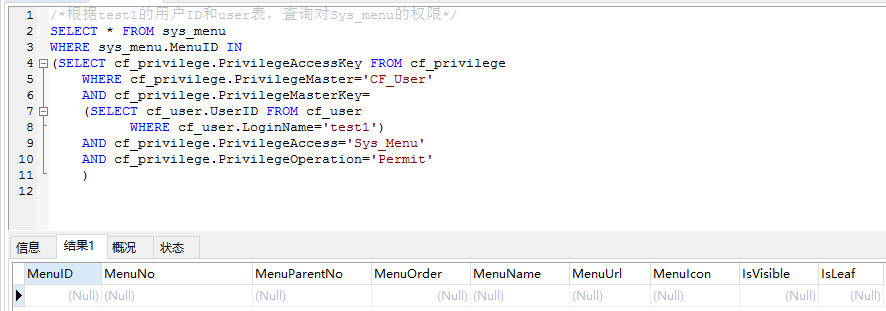 1 /*根据test1的用户ID和user表，查询对Sys_menu的权限*/
2 SELECT * FROM sys_menu
3 WHERE sys_menu.MenuID IN
4 (SELECT cf_privilege.PrivilegeAccessKey FROM cf_privilege
5 WHERE cf_privilege.PrivilegeMaster='CF_User'
6 AND cf_privilege.PrivilegeMasterKey=
7 (SELECT cf_user.UserID FROM cf_user
8 WHERE cf_user.LoginName='test1')
9 AND cf_privilege.PrivilegeAccess='Sys_Menu'
10 AND cf_privilege.PrivilegeOperation='Permit'
11 )
12
信息 结果1 概况 状态
MenuID MenuNo MenuParentNo MenuOrder MenuName MenuUrl MenuIcon IsVisible IsLeaf
(Null) (Null) (Null) (Null) (Null) (Null) (Null) (Null) (Null)